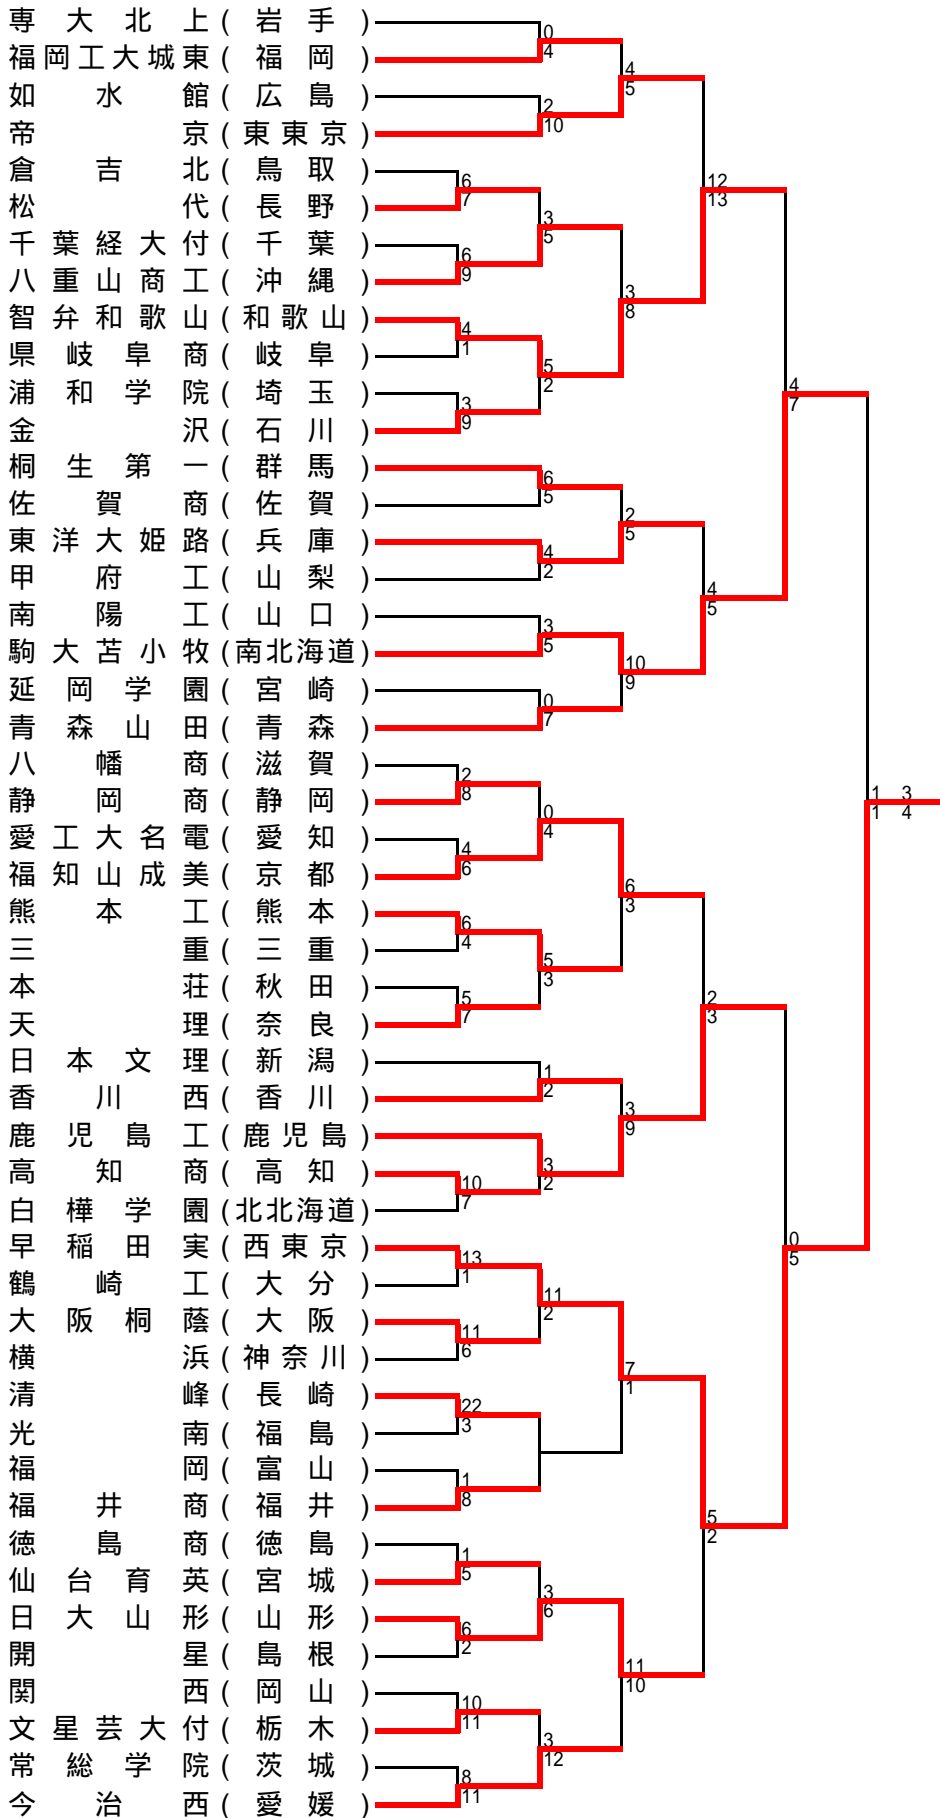 専大北上(岩手)
福岡工大城東(福岡)
如水館(広島)
帝京(東東京)
倉吉北(鳥取)
松代(長野)
千葉経大付(千葉)
八重山商工(沖縄)
智弁和歌山(和歌山)
県岐阜商(岐阜)
浦和学院(埼玉)
金沢(石川)
桐生第一(群馬)
佐賀商(佐賀)
東洋大姫路(兵庫)
甲府工(山梨)
南陽工(山口)
駒大苫小牧(南北海道)
延岡学園(宮崎)
青森山田(青森)
八幡商(滋賀)
静岡商(静岡)
愛工大名電(愛知)
福知山成美(京都)
熊本工(熊本)
三重(三重)
本荘(秋田)
天理(奈良)
日本文理(新潟)
香川西(香川)
鹿児島工(鹿児島)
高知商(高知)
白樺学園(北北海道)
早稲田実(西東京)
鶴崎工(大分)
大阪桐蔭(大阪)
横浜(神奈川)
清峰(長崎)
光南(福島)
福岡(富山)
福井商(福井)
徳島商(徳島)
仙台育英(宮城)
日大山形(山形)
開星(島根)
関西(岡山)
文星芸大付(栃木)
常総学院(茨城)
今治西(愛媛)
6
7
6
9
4
1
3
9
2
8
4
6
6
4
5
7
10
7
13
1
11
6
22
3
1
8
1
5
6
2
10
11
8
11
0
4
2
10
3
5
5
2
6
5
4
2
3
5
0
7
0
4
5
3
1
2
3
2
11
2
3
6
3
12
4
5
3
8
2
5
10
9
6
3
3
9
7
1
11
10
12
13
4
5
2
3
5
2
4
7
0
5
1 3
1 4